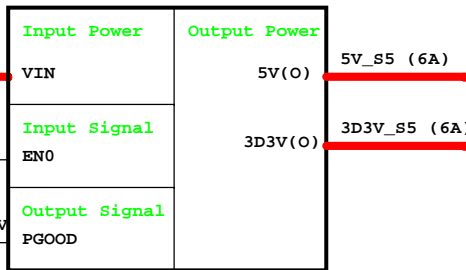 Input Power
Output Power
VIN
5V(O)
5V_S5 (6A)
Input Signal
EN0
3D3V(O)
3D3V_S5 (6A)
Output Signal
PGOOD
V